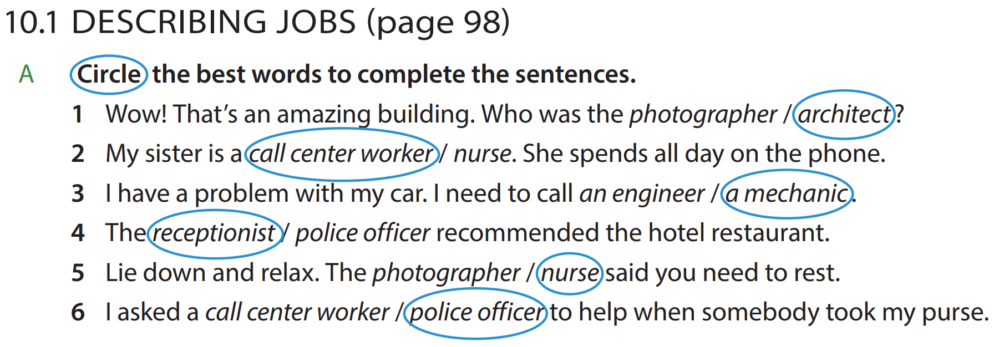 10.1 DESCRIBING JOBS (page 98)
A Circle the best words to complete the sentences.
1 Wow! That’s an amazing building. Who was the photographer / architect?
2 My sister is a call center worker / nurse. She spends all day on the phone.
3 I have a problem with my car. I need to call an engineer / a mechanic.
4 The receptionist / police officer recommended the hotel restaurant.
5 Lie down and relax. The photographer / nurse said you need to rest.
6 I asked a call center worker / police officer to help when somebody took my purse.